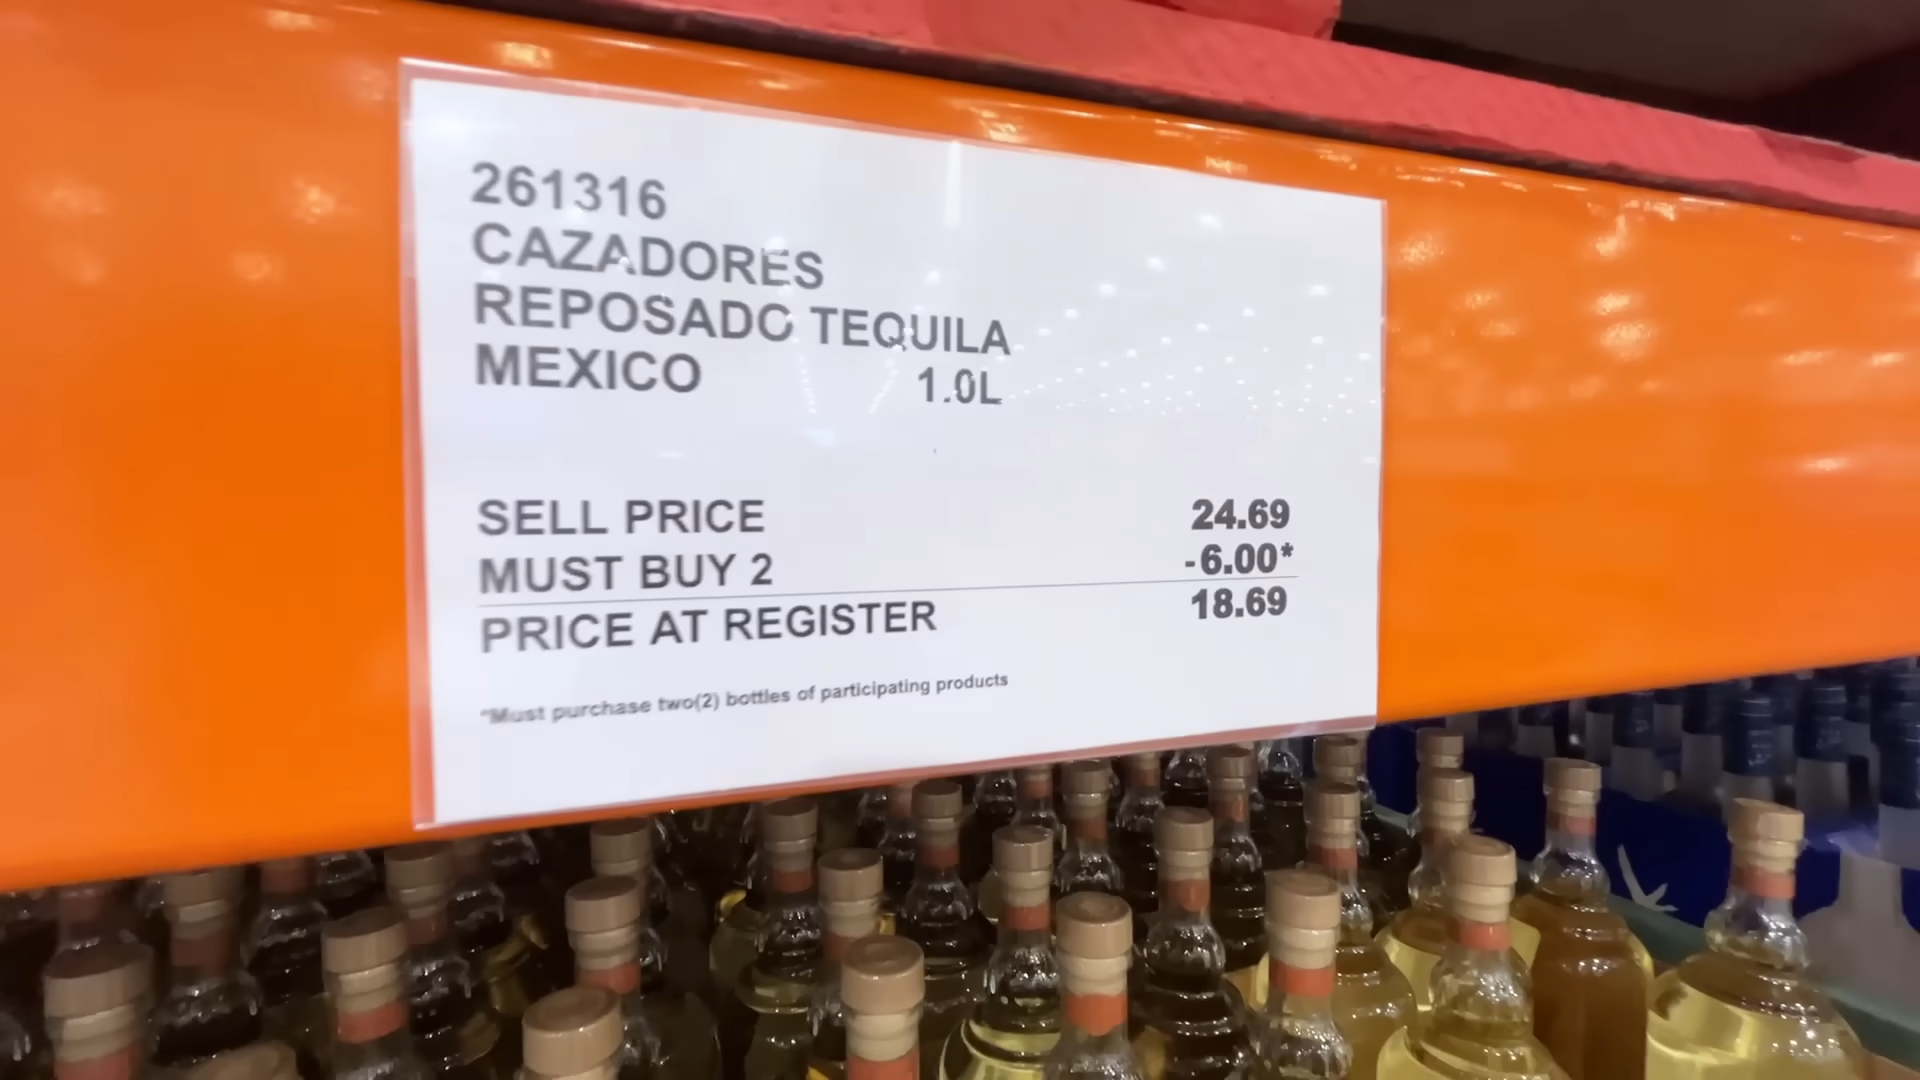 261316
CAZADORES
REPOSADO TEQUILA
MEXICO 1.0L
SELL PRICE 24.69
MUST BUY 2 -6.00*
PRICE AT REGISTER 18.69
*Must purchase two(2) bottles of participating products